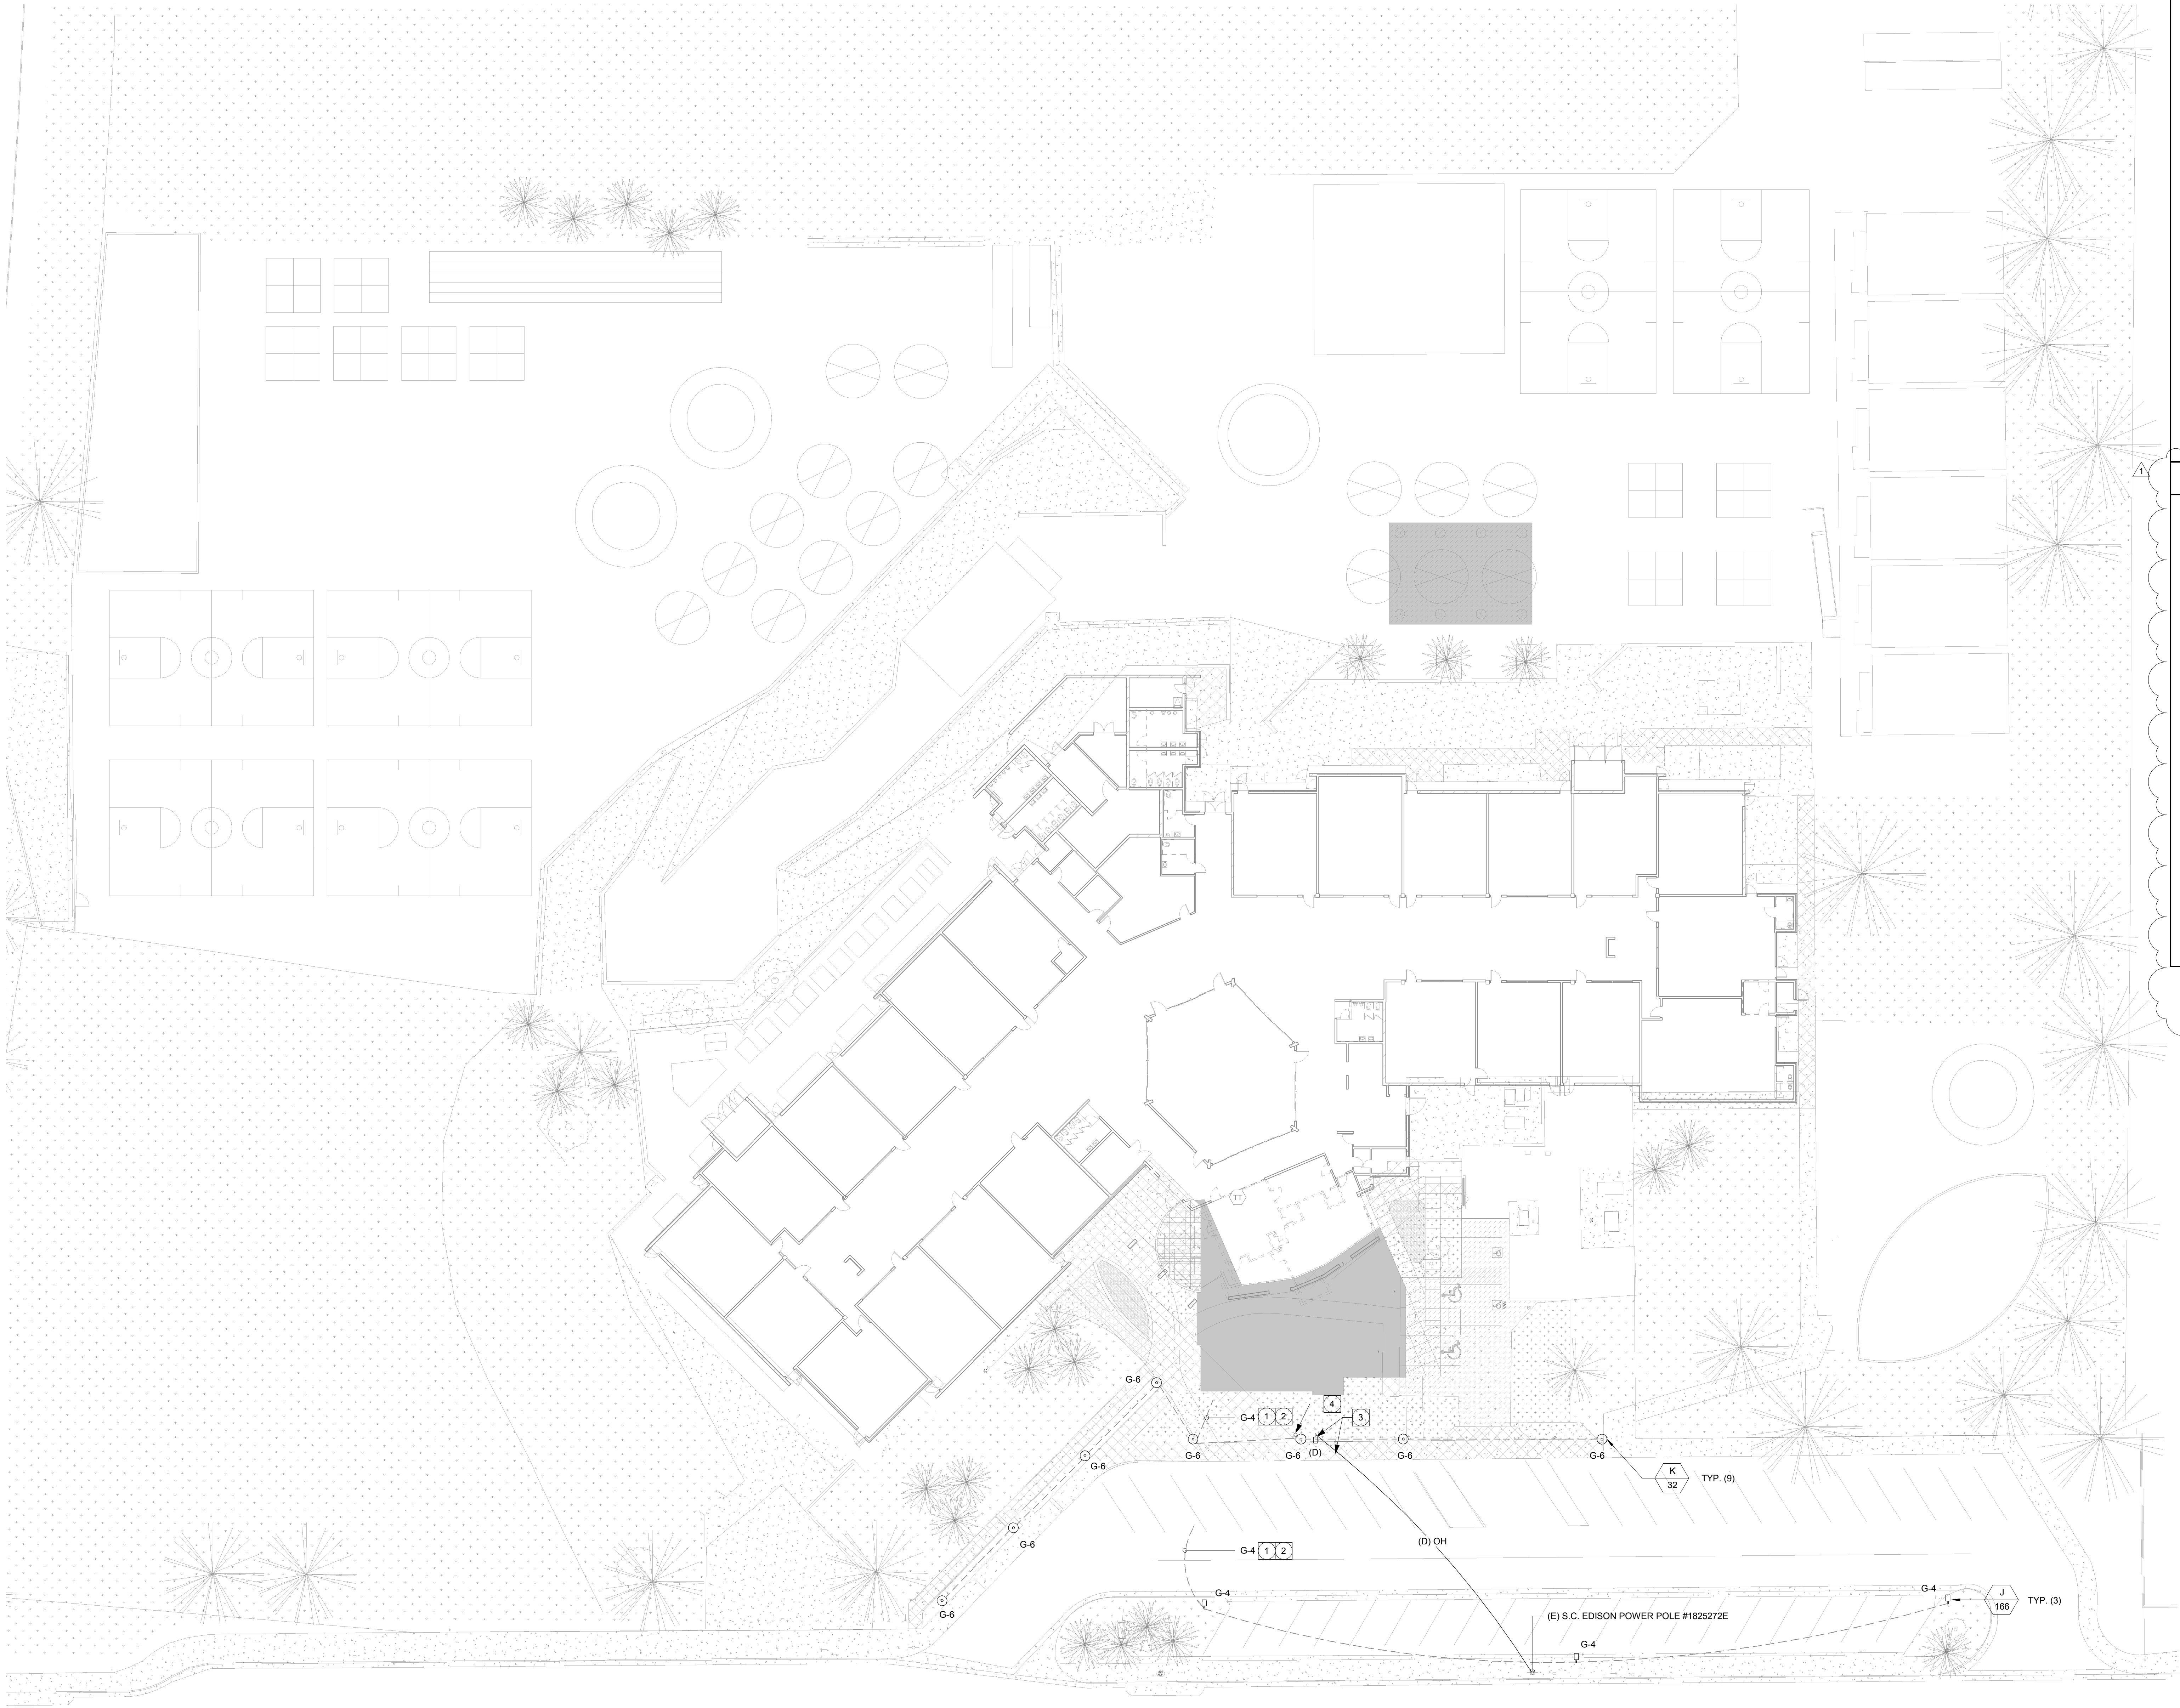 1
TT
G-6
4
G-4 1 2
3
G-6
G-6
(D)
G-6
G-6
G-6
K
32
TYP. (9)
G-6
(D) OH
G-4 1 2
G-4
G-4
J
166
TYP. (3)
G-6
(E) S.C. EDISON POWER POLE #1825272E
G-4